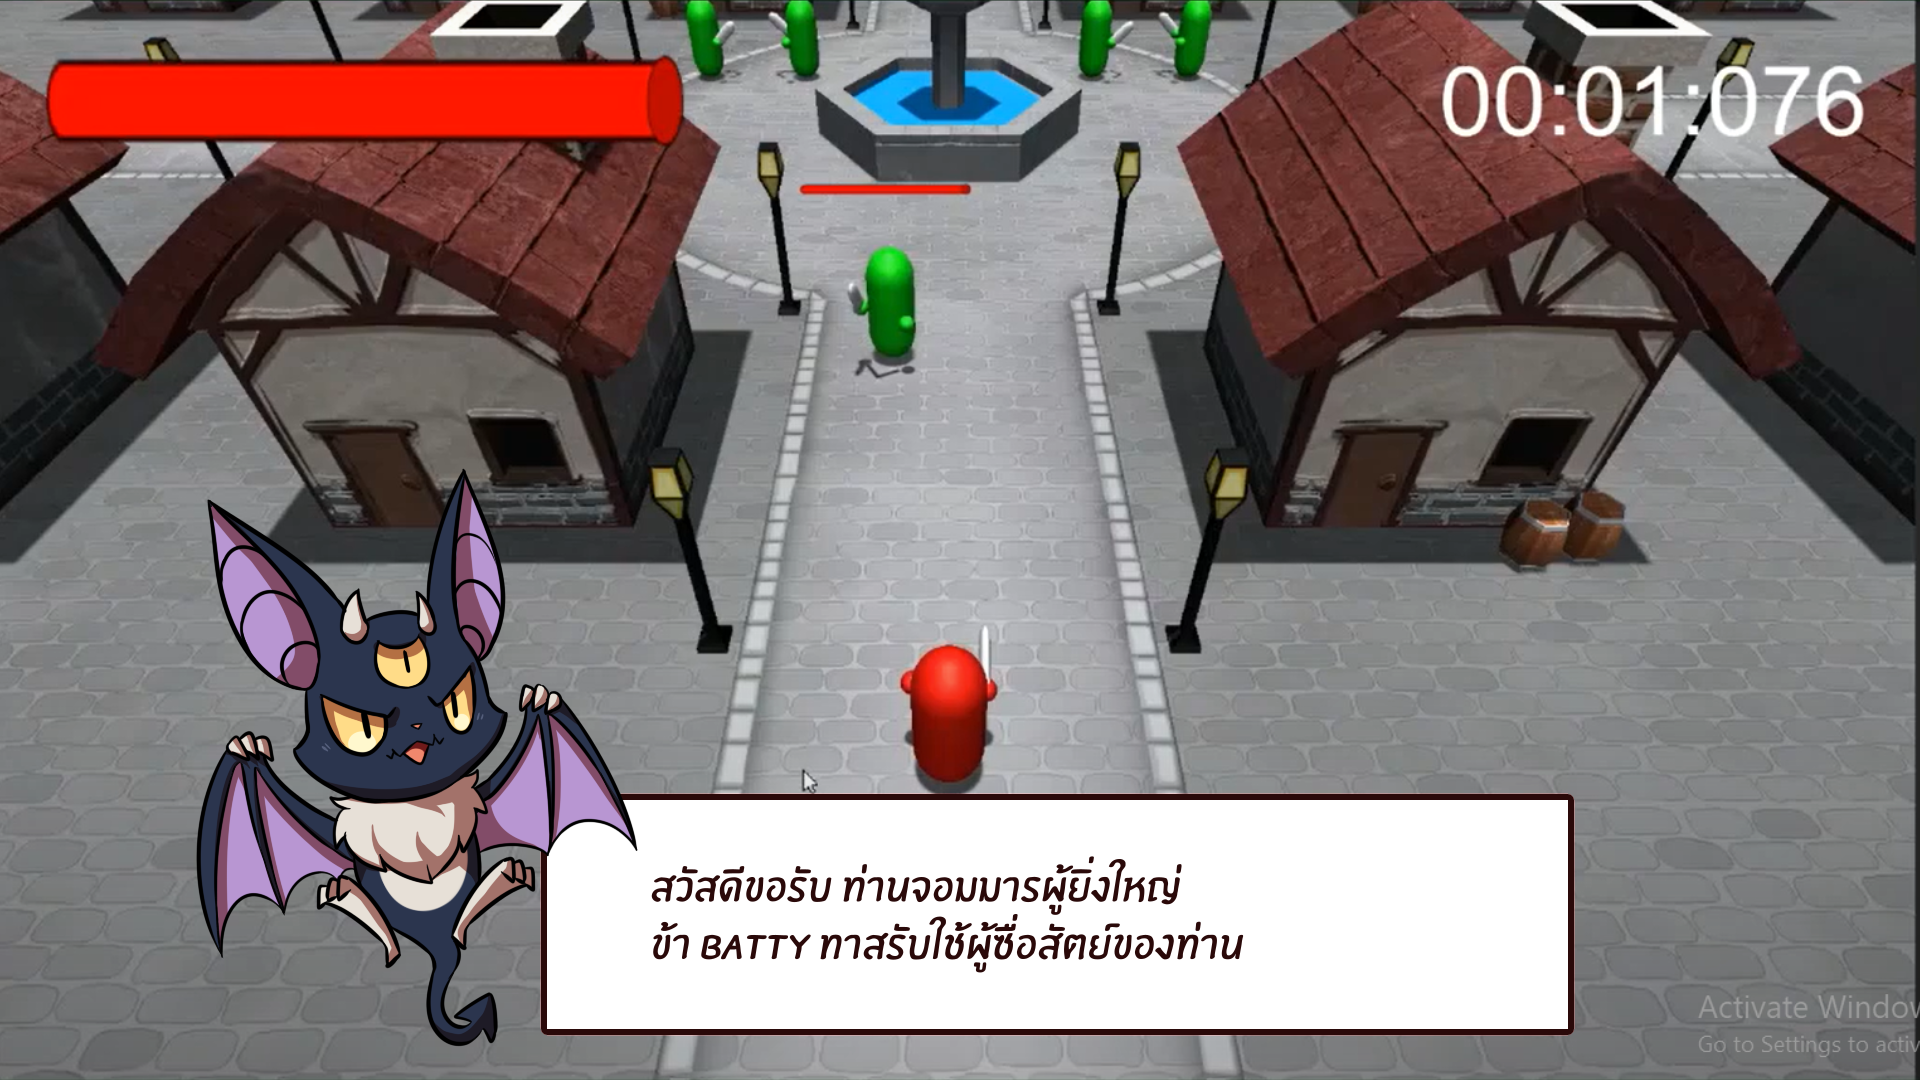 00:01:076
สวัสดีขอรับ ท่านจอมมารผู้ยิ่งใหญ่
ข้า BATTY ทาสรับใช้ผู้ซื่อสัตย์ของท่าน
Activate Window
Go to Settings to activ